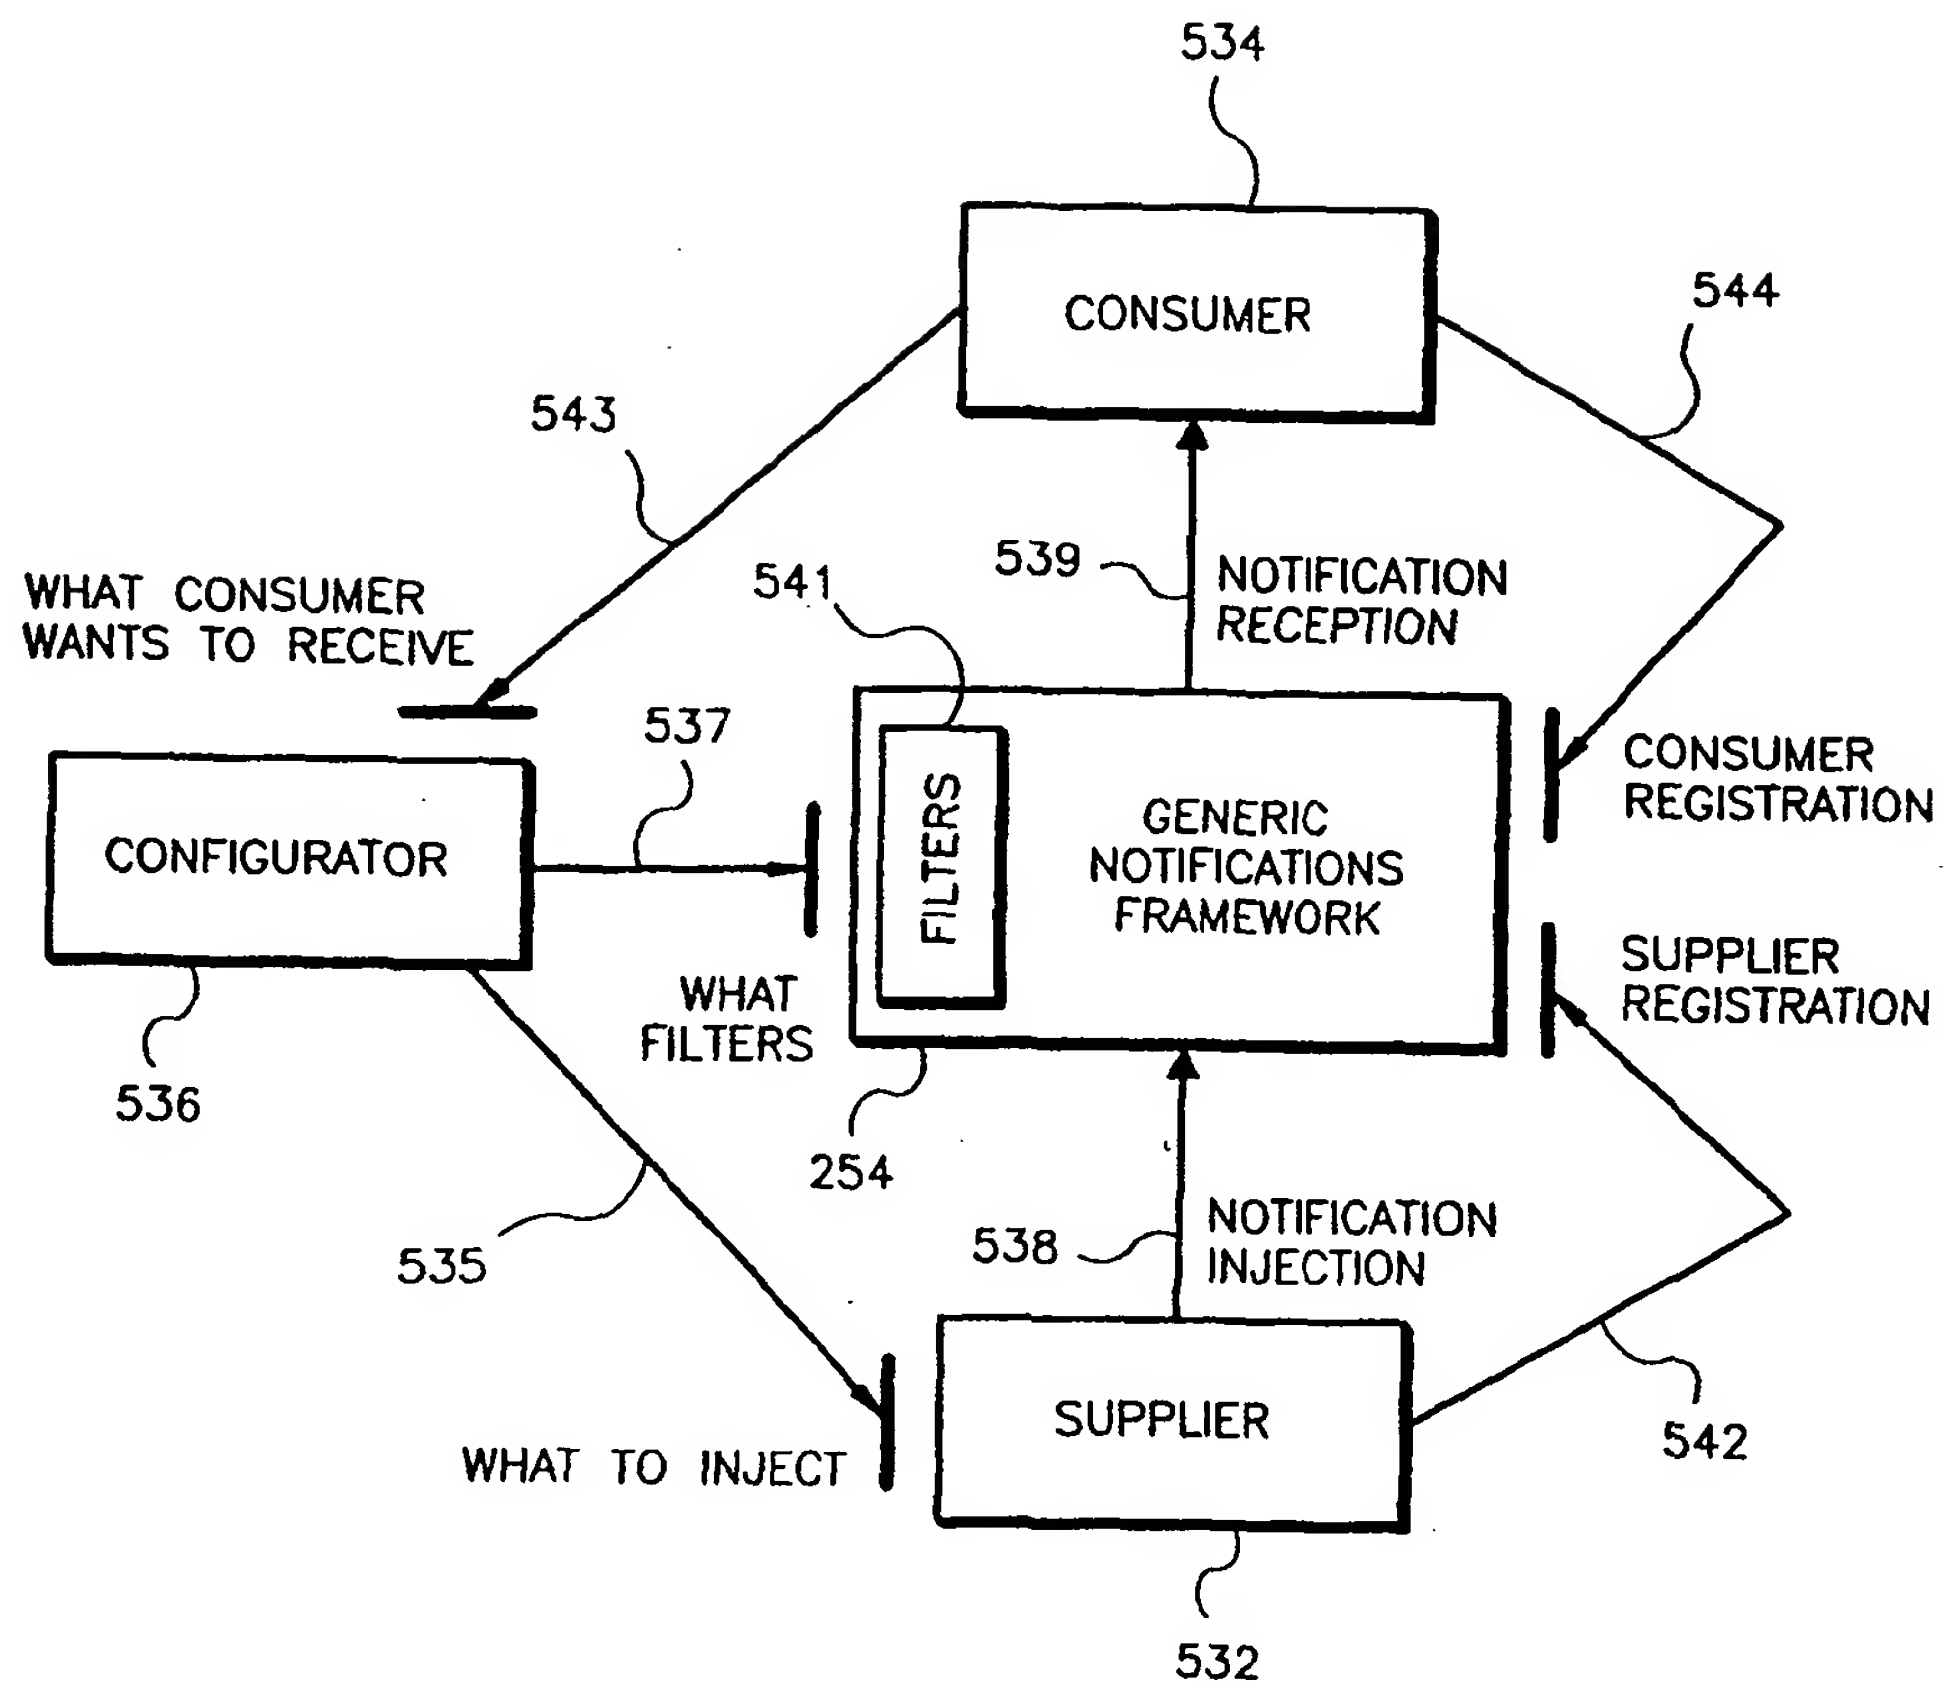 534
CONSUMER
544
543
539
NOTIFICATION
RECEPTION
541
WHAT CONSUMER
WANTS TO RECEIVE
537
CONFIGURATOR
FILTERS
GENERIC
NOTIFICATIONS
FRAMEWORK
CONSUMER
REGISTRATION
SUPPLIER
REGISTRATION
WHAT
FILTERS
536
254
535
538
NOTIFICATION
INJECTION
SUPPLIER
WHAT TO INJECT
542
532